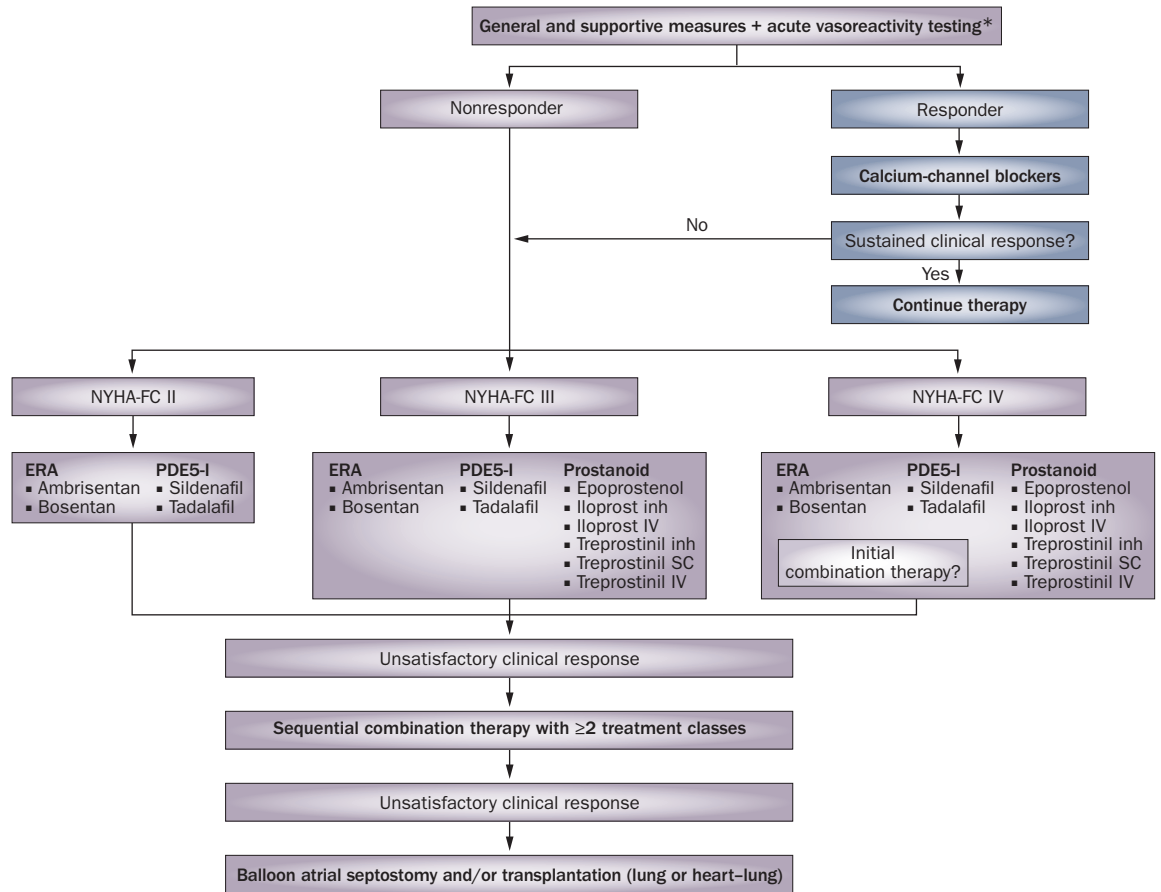 General and supportive measures + acute vasoreactivity testing*
Nonresponder
Responder
Calcium-channel blockers
No
Sustained clinical response?
Yes
Continue therapy
NYHA-FC II
NYHA-FC III
NYHA-FC IV
ERA
▪ Ambrisentan
▪ Bosentan
PDE5-I
▪ Sildenafil
▪ Tadalafil
ERA
▪ Ambrisentan
▪ Bosentan
PDE5-I
▪ Sildenafil
▪ Tadalafil
Prostanoid
▪ Epoprostenol
▪ Iloprost inh
▪ Iloprost IV
▪ Treprostinil inh
▪ Treprostinil SC
▪ Treprostinil IV
ERA
▪ Ambrisentan
▪ Bosentan
PDE5-I
▪ Sildenafil
▪ Tadalafil
Initial
combination therapy?
Prostanoid
▪ Epoprostenol
▪ Iloprost inh
▪ Iloprost IV
▪ Treprostinil inh
▪ Treprostinil SC
▪ Treprostinil IV
Unsatisfactory clinical response
Sequential combination therapy with ≥2 treatment classes
Unsatisfactory clinical response
Balloon atrial septostomy and/or transplantation (lung or heart–lung)